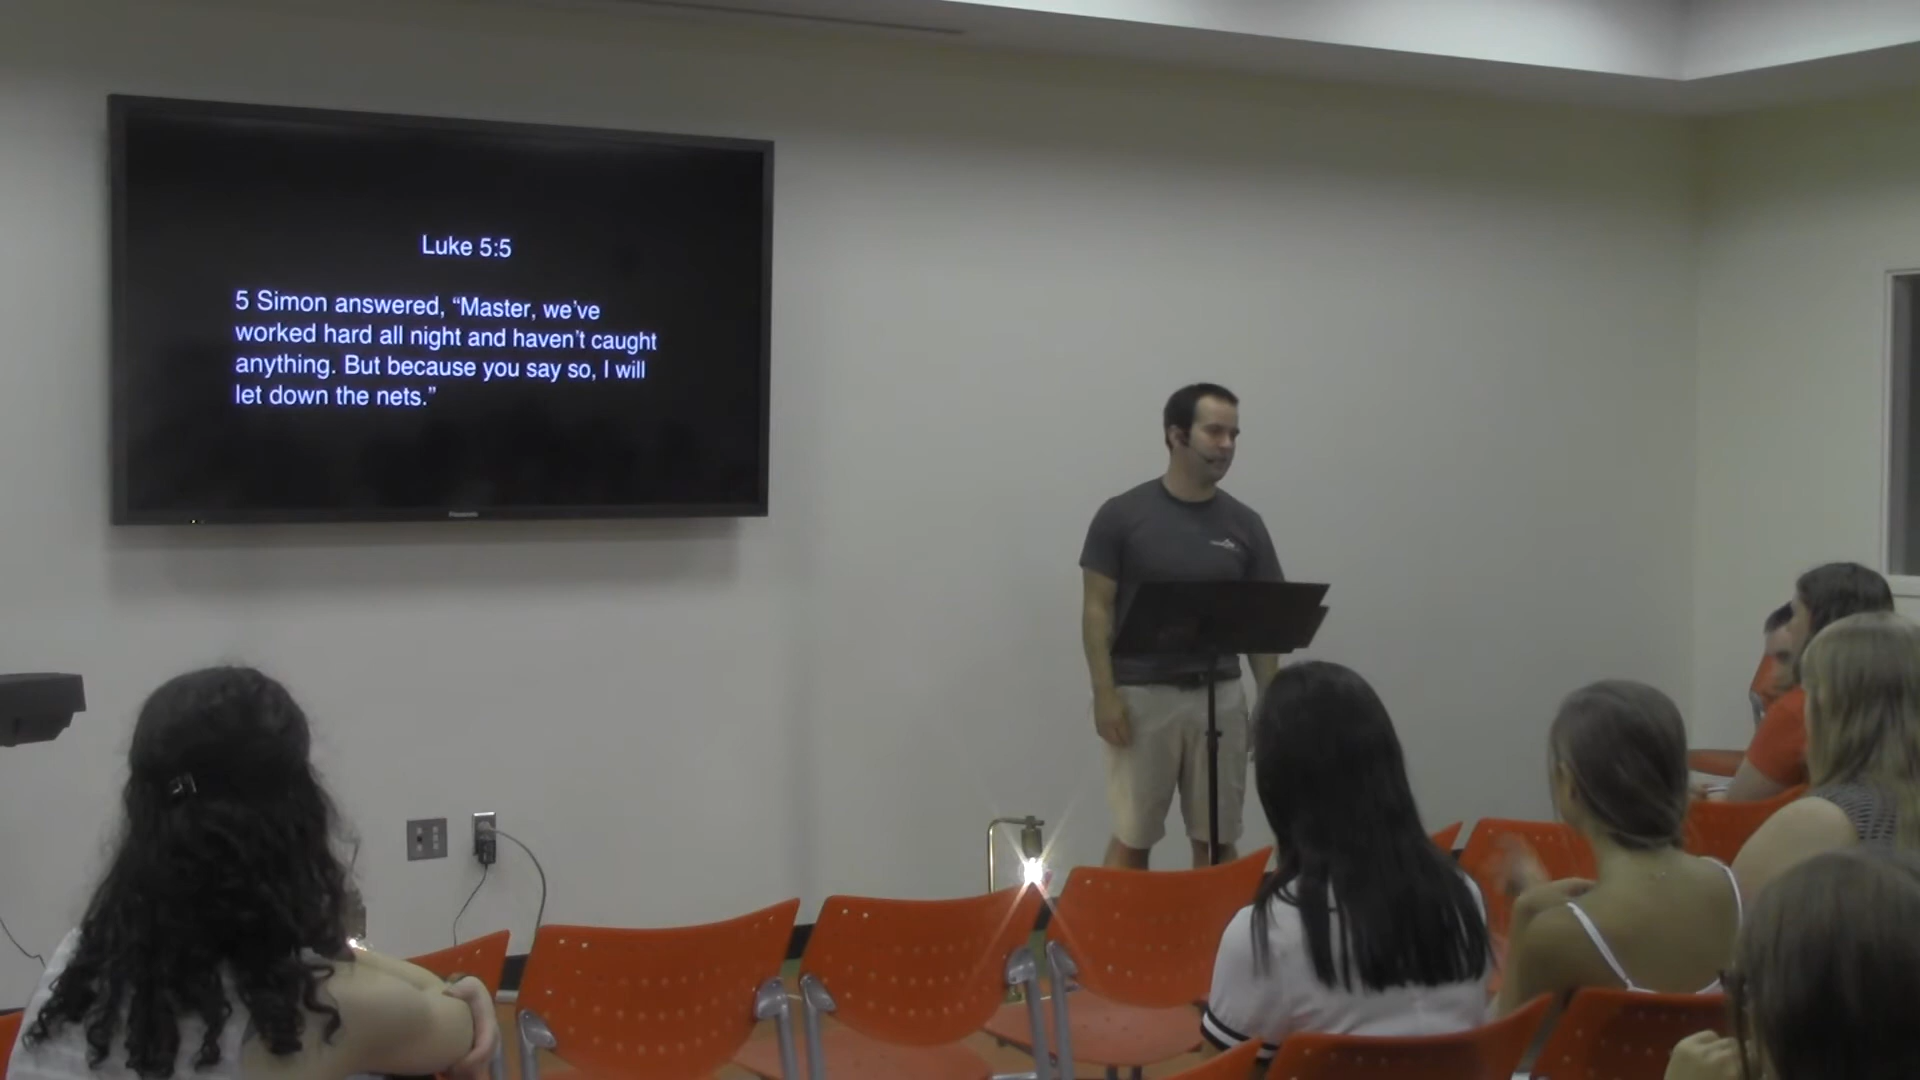 Luke 5:5
5 Simon answered, “Master, we’ve
worked hard all night and haven’t caught
anything. But because you say so, I will
let down the nets.”
Panasonic